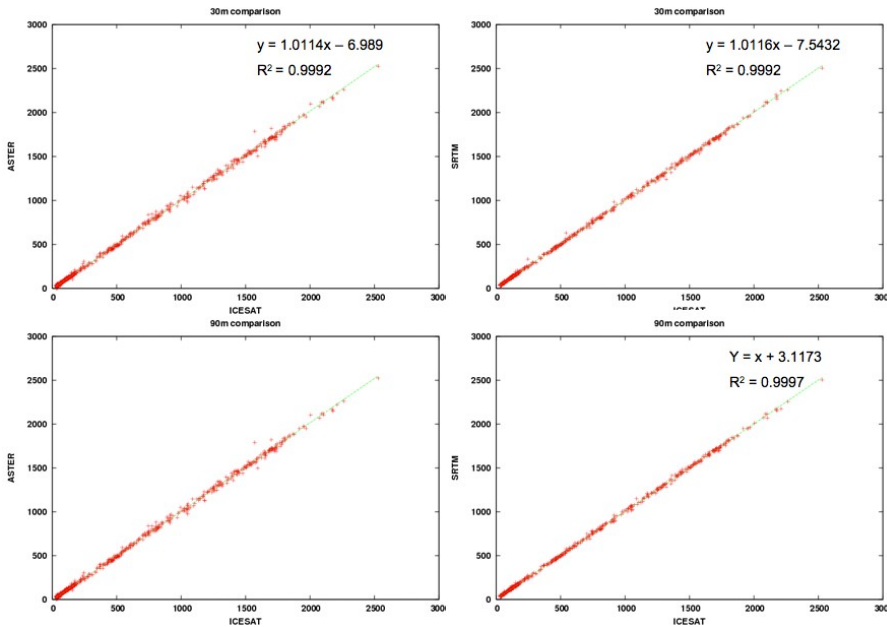 30m comparison
y = 1.0114x – 6.989
R² = 0.9992
ASTER
3000
2500
2000
1500
1000
500
0
0 500 1000 1500 2000 2500 300
ICESAT
30m comparison
y = 1.0116x – 7.5432
R² = 0.9992
SRTM
3000
2500
2000
1500
1000
500
0
0 500 1000 1500 2000 2500 300
ICESAT
90m comparison
ASTER
3000
2500
2000
1500
1000
500
0
0 500 1000 1500 2000 2500 3000
ICESAT
90m comparison
Y = x + 3.1173
R² = 0.9997
SRTM
3000
2500
2000
1500
1000
500
0
0 500 1000 1500 2000 2500 300
ICESAT